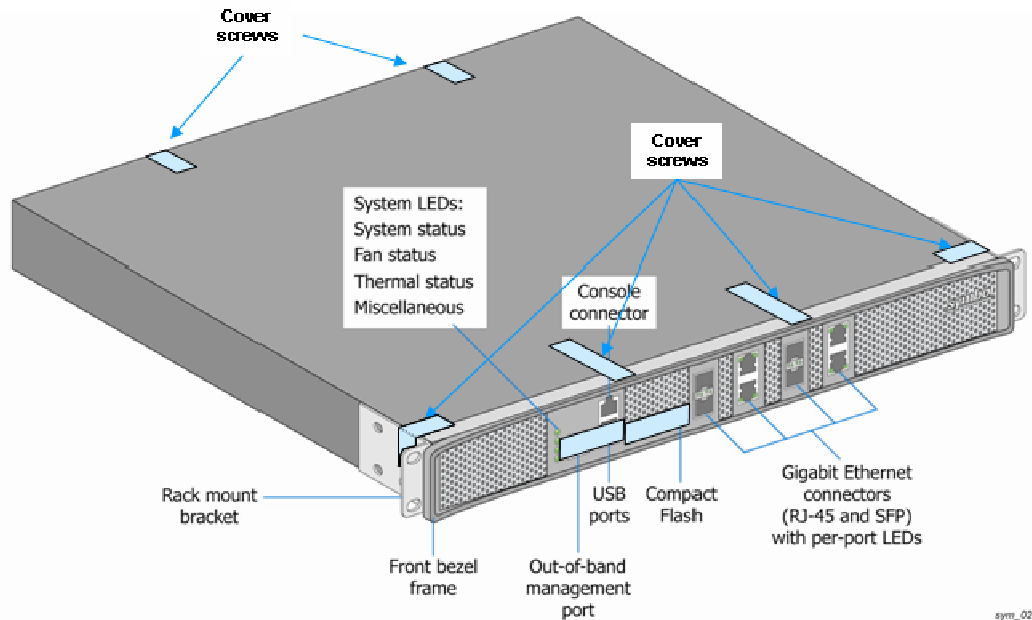 Cover
screws
Cover
screws
System LEDs:
System status
Fan status
Thermal status
Miscellaneous
Console
connector
Rack mount
bracket
USB
ports
Compact
Flash
Gigabit Ethernet
connectors
(RJ-45 and SFP)
with per-port LEDs
Front bezel
frame
Out-of-band
management
port
sym_02